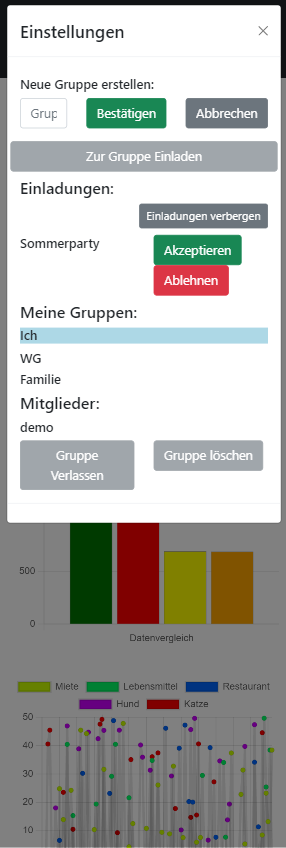 Einstellungen
Neue Gruppe erstellen:
Grup
Bestätigen
Abbrechen
Zur Gruppe Einladen
Einladungen:
Einladungen verbergen
Sommerparty
Akzeptieren
Ablehnen
Meine Gruppen:
Ich
WG
Familie
Mitglieder:
demo
Gruppe
Verlassen
Gruppe löschen
500
0
Datenvergleich
Miete Lebensmittel Restaurant
Hund Katze
50
40
30
20
10